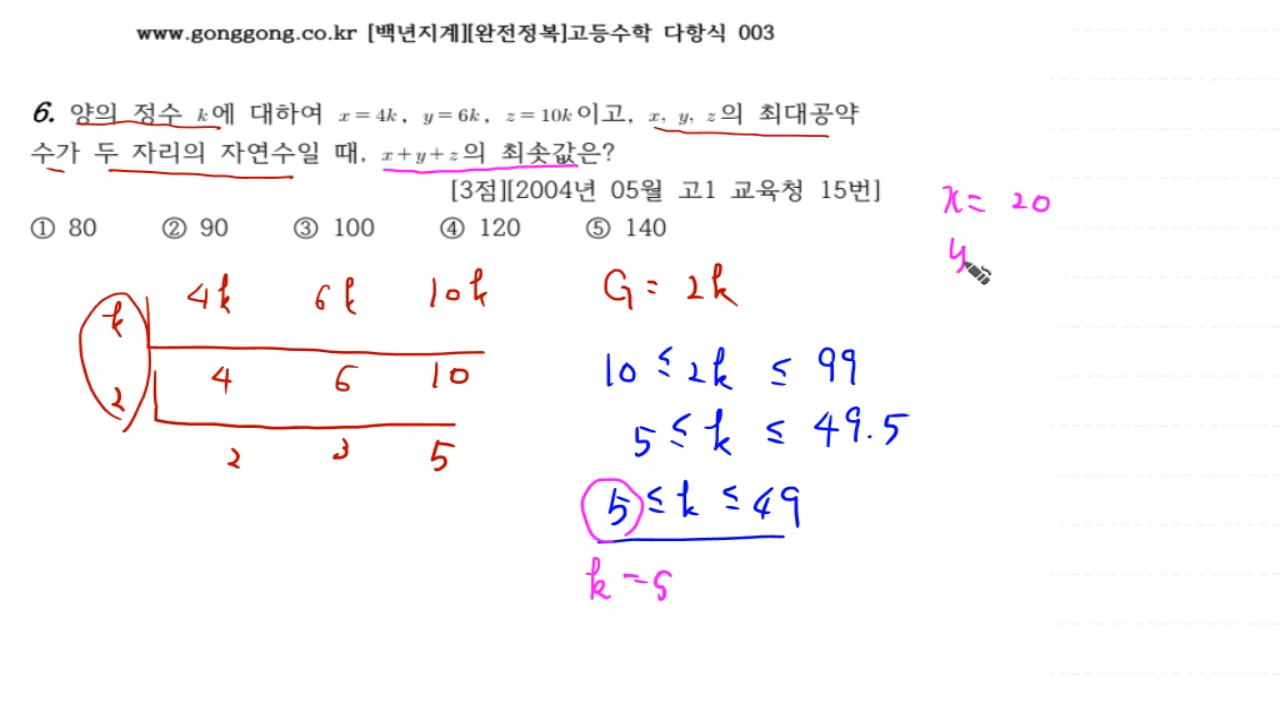 www.gonggong.co.kr [백년지계][완전정복]고등수학 다항식 003
6. 양의 정수 k에 대하여 x=4k, y=6k, z=10k이고, x, y, z의 최대공약
수가 두 자리의 자연수일 때, x+y+z의 최솟값은?
[3점][2004년 05월 고1 교육청 15번]
① 80 ② 90 ③ 100 ④ 120 ⑤ 140
x= 20
y
k 4k 6k 10k
2 4 6 10
2 3 5
G = 2k
10 ≤ 2k ≤ 99
5 ≤ k ≤ 49.5
5 ≤ k ≤ 49
k = 5